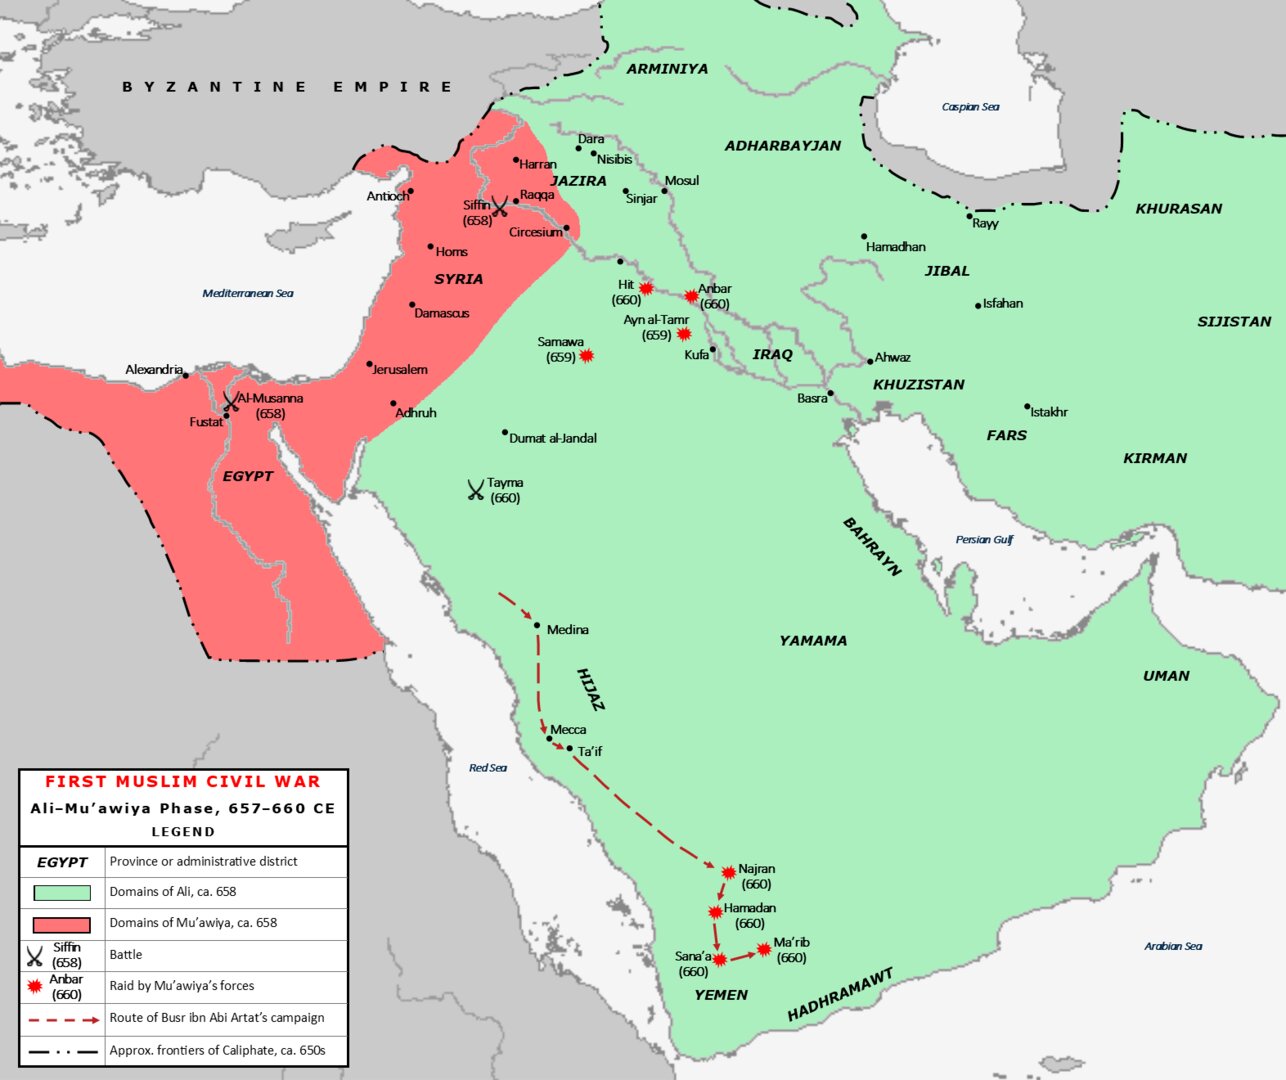 BYZANTINE EMPIRE
ARMINIYA
Caspian Sea
ADHARBAYJAN
Dara
Nisibis
Harran
JAZIRA
Mosul
Antioch
Raqqa
Sinjar
Siffin
(658)
KHURASAN
Rayy
Circesium
Hamadhan
Homs
JIBAL
SYRIA
Hit
(660)
Anbar
(660)
Mediterranean Sea
Isfahan
Damascus
Ayn al-Tamr
(659)
SIJISTAN
Samawa
(659)
Kufa
IRAQ
Ahwaz
Alexandria
Jerusalem
KHUZISTAN
Al-Musanna
(658)
Basra
Adhruh
Istakhr
Fustat
FARS
Dumat al-Jandal
KIRMAN
EGYPT
Tayma
(660)
BAHRAYN
Persian Gulf
Medina
YAMAMA
HIJAZ
UMAN
Mecca
Ta'if
Red Sea
Najran
(660)
Hamadan
(660)
Ma'rib
(660)
Sana'a
(660)
Arabian Sea
YEMEN
HADHRAMAWT
FIRST MUSLIM CIVIL WAR
Ali–Mu'awiya Phase, 657–660 CE
LEGEND
EGYPT Province or administrative district
Domains of Ali, ca. 658
Domains of Mu'awiya, ca. 658
Siffin
(658)
Battle
Anbar
(660)
Raid by Mu'awiya's forces
Route of Busr ibn Abi Artat's campaign
Approx. frontiers of Caliphate, ca. 650s